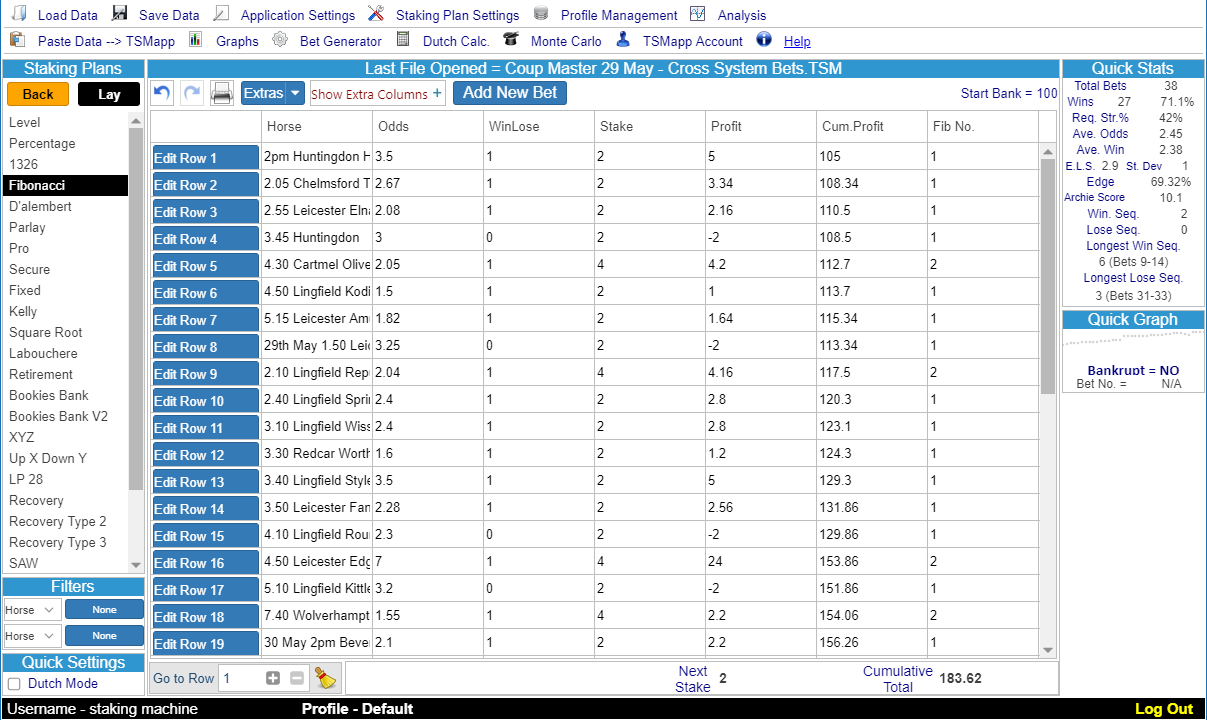 Load Data Save Data Application Settings Staking Plan Settings Profile Management Analysis
Paste Data --> TSMapp Graphs Bet Generator Dutch Calc. Monte Carlo TSMapp Account Help
Staking Plans
Back Lay
Level
Percentage
1326
Fibonacci
D'alembert
Parlay
Pro
Secure
Fixed
Kelly
Square Root
Labouchere
Retirement
Bookies Bank
Bookies Bank V2
XYZ
Up X Down Y
LP 28
Recovery
Recovery Type 2
Recovery Type 3
SAW
Filters
Horse None
Horse None
Quick Settings
Dutch Mode
Last File Opened = Coup Master 29 May - Cross System Bets.TSM
Extras Show Extra Columns + Add New Bet Start Bank = 100
Horse Odds WinLose Stake Profit Cum.Profit Fib No.
Edit Row 1 2pm Huntingdon H 3.5 1 2 5 105 1
Edit Row 2 2.05 Chelmsford T 2.67 1 2 3.34 108.34 1
Edit Row 3 2.55 Leicester Elna 2.08 1 2 2.16 110.5 1
Edit Row 4 3.45 Huntingdon 3 0 2 -2 108.5 1
Edit Row 5 4.30 Cartmel Olive 2.05 1 4 4.2 112.7 2
Edit Row 6 4.50 Lingfield Kodi 1.5 1 2 1 113.7 1
Edit Row 7 5.15 Leicester Am 1.82 1 2 1.64 115.34 1
Edit Row 8 29th May 1.50 Leic 3.25 0 2 -2 113.34 1
Edit Row 9 2.10 Lingfield Rep 2.04 1 4 4.16 117.5 2
Edit Row 10 2.40 Lingfield Sprin 2.4 1 2 2.8 120.3 1
Edit Row 11 3.10 Lingfield Wiss 2.4 1 2 2.8 123.1 1
Edit Row 12 3.30 Redcar Worth 1.6 1 2 1.2 124.3 1
Edit Row 13 3.40 Lingfield Style 3.5 1 2 5 129.3 1
Edit Row 14 3.50 Leicester Fan 2.28 1 2 2.56 131.86 1
Edit Row 15 4.10 Lingfield Rou 2.3 0 2 -2 129.86 1
Edit Row 16 4.50 Leicester Edg 7 1 4 24 153.86 2
Edit Row 17 5.10 Lingfield Kittle 3.2 0 2 -2 151.86 1
Edit Row 18 7.40 Wolverhampt 1.55 1 4 2.2 154.06 2
Edit Row 19 30 May 2pm Beve 2.1 1 2 2.2 156.26 1
Go to Row 1 Next Stake 2 Cumulative Total 183.62
Quick Stats
Total Bets 38
Wins 27 71.1%
Req. Str.% 42%
Ave. Odds 2.45
Ave. Win 2.38
E.L.S. 2.9 St. Dev 1
Edge 69.32%
Archie Score 10.1
Win. Seq. 2
Lose Seq. 0
Longest Win Seq.
6 (Bets 9-14)
Longest Lose Seq.
3 (Bets 31-33)
Quick Graph
Bankrupt = NO
Bet No. = N/A
Username - staking machine Profile - Default Log Out